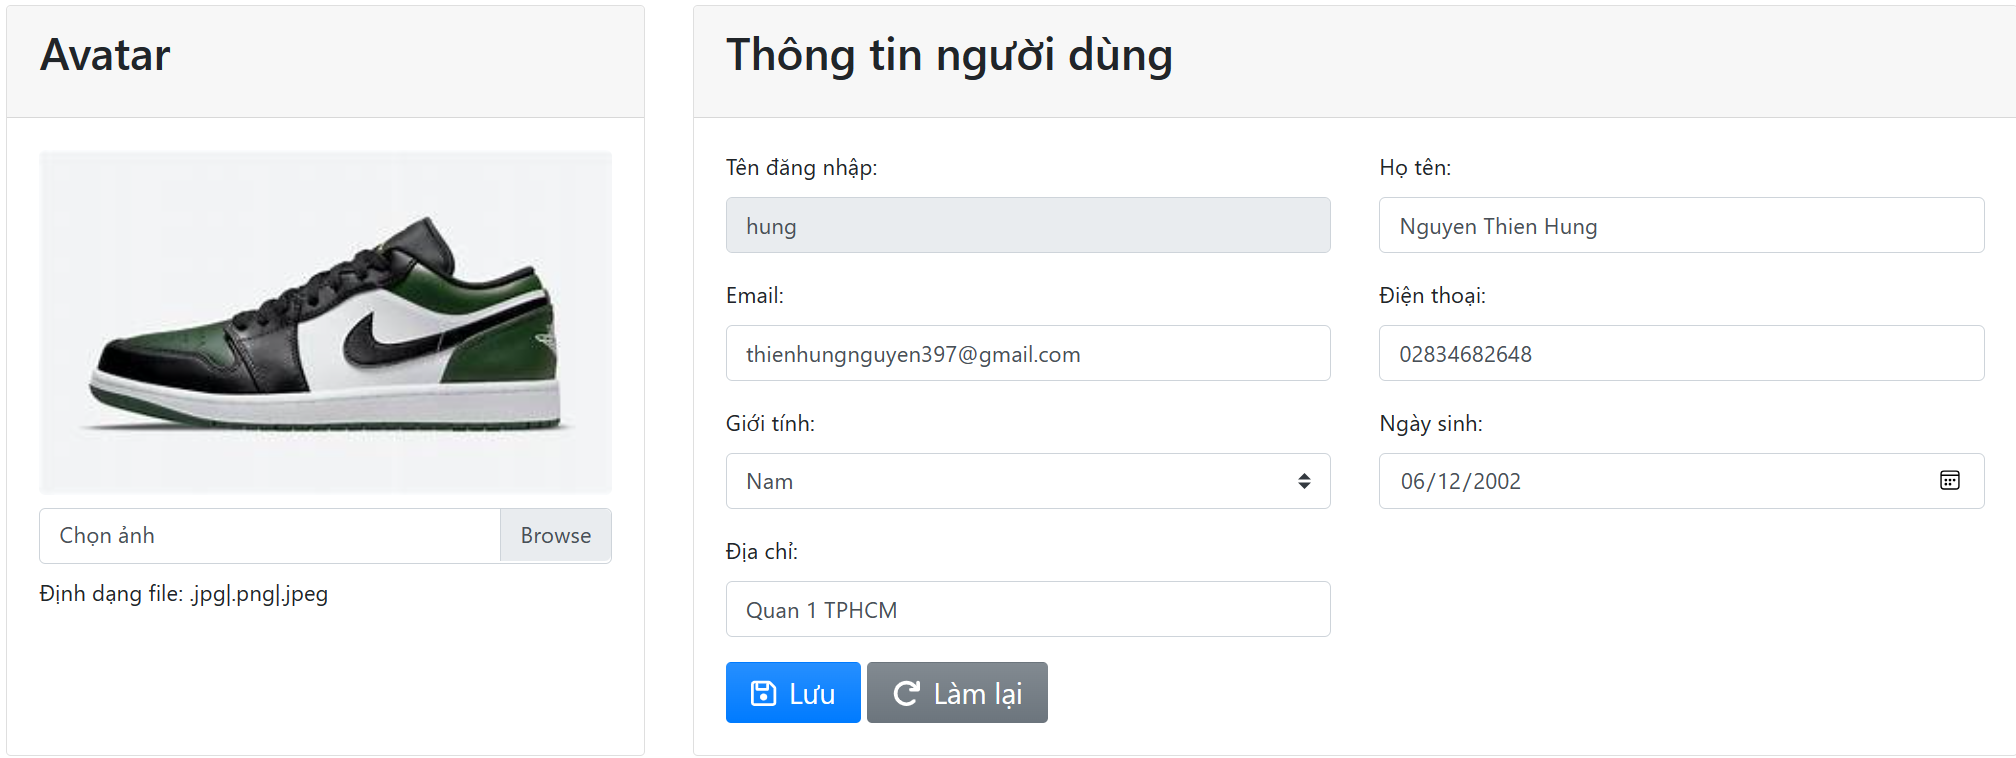 Avatar
Chọn ảnh
Browse
Định dạng file: .jpg|.png|.jpeg
Thông tin người dùng
Tên đăng nhập:
hung
Họ tên:
Nguyen Thien Hung
Email:
thienhungnguyen397@gmail.com
Điện thoại:
02834682648
Giới tính:
Nam
Ngày sinh:
06/12/2002
Địa chỉ:
Quan 1 TPHCM
Lưu
Làm lại